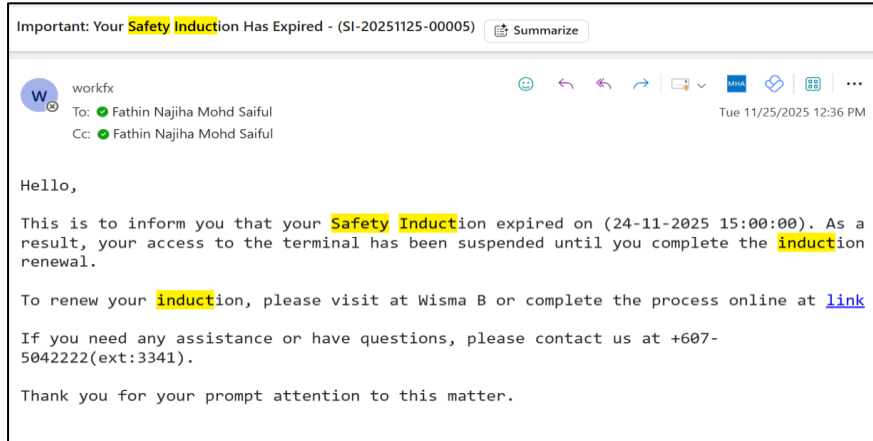 Important: Your Safety Induction Has Expired - (SI-20251125-00005) Summarize
W workfx
To: Fathin Najiha Mohd Saiful
Cc: Fathin Najiha Mohd Saiful
MHA
Tue 11/25/2025 12:36 PM
Hello,
This is to inform you that your Safety Induction expired on (24-11-2025 15:00:00). As a
result, your access to the terminal has been suspended until you complete the induction
renewal.
To renew your induction, please visit at Wisma B or complete the process online at link
If you need any assistance or have questions, please contact us at +607-
5042222(ext:3341).
Thank you for your prompt attention to this matter.